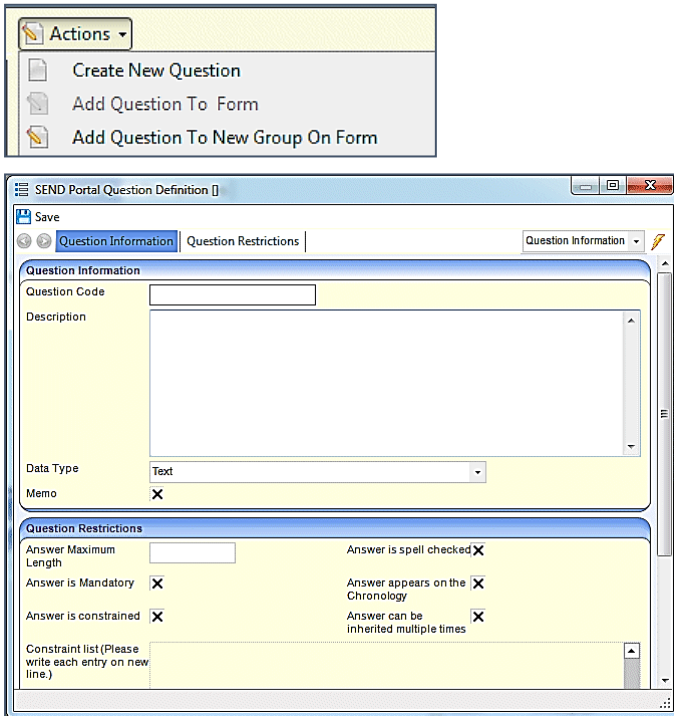 Actions
Create New Question
Add Question To Form
Add Question To New Group On Form
SEND Portal Question Definition []
Save
Question Information Question Restrictions Question Information
Question Information
Question Code
Description
Data Type Text
Memo
Question Restrictions
Answer Maximum Answer is spell checked
Length
Answer is Mandatory Answer appears on the
Chronology
Answer is constrained Answer can be
inherited multiple times
Constraint list (Please
write each entry on new
line.)